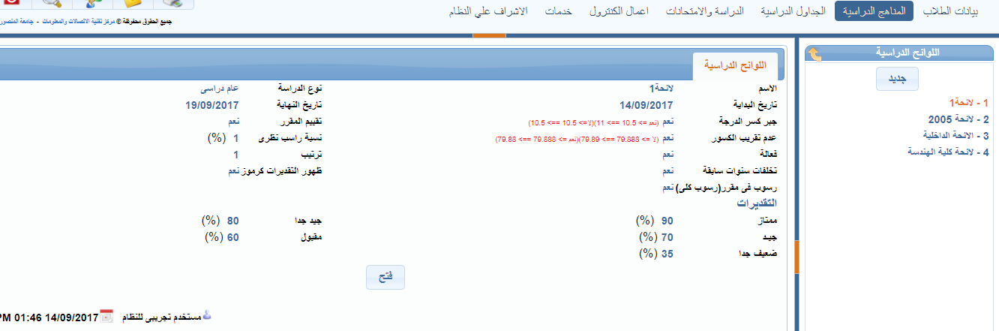 بيانات الطلاب المناهج الدراسية الجداول الدراسية الدراسة والامتحانات اعمال الكنترول خدمات الاشراف علي النظام
جميع الحقوق محفوظة © مركز تقنية الاتصالات والمعلومات - جامعة المنصور
اللوائح الدراسية
جديد
1 - لائحة1
2 - لائحة 2005
3 - الائحة الداخلية
4 - لائحة كلية الهندسة
اللوائح الدراسية
الاسم لائحة1 نوع الدراسة عام دراسى
تاريخ البداية 14/09/2017 تاريخ النهاية 19/09/2017
جبر كسر الدرجة نعم (نعم => 10.5 ==> 11)(لا=> 10.5 ==> 10.5) تقييم المقرر نعم
عدم تقريب الكسور نعم (لا => 79.888 ==> 79.89)(نعم => 79.888 ==> 79.88) نسبة راسب نظرى 1 (%)
فعالة نعم ترتيب 1
تخلفات سنوات سابقة نعم ظهور التقديرات كرموز نعم
رسوب فى مقرر(رسوب كلى) نعم
التقديرات
ممتاز 90 (%) جيد جدا 80 (%)
جيـد 70 (%) مقبول 60 (%)
ضعيف جدا 35 (%)
فتح
مستخدم تجريبى للنظام 14/09/2017 01:46 PM